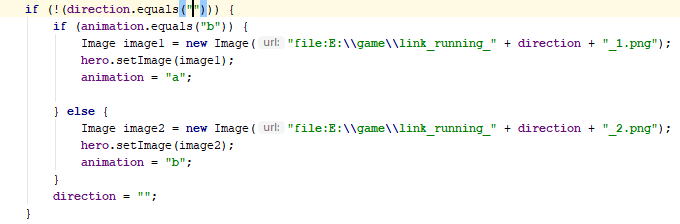 if (!(direction.equals(""))) {
if (animation.equals("b")) {
Image image1 = new Image( url: "file:E:\\game\\link_running_" + direction + "_1.png");
hero.setImage(image1);
animation = "a";
} else {
Image image2 = new Image( url: "file:E:\\game\\link_running_" + direction + "_2.png");
hero.setImage(image2);
animation = "b";
}
direction = "";
}